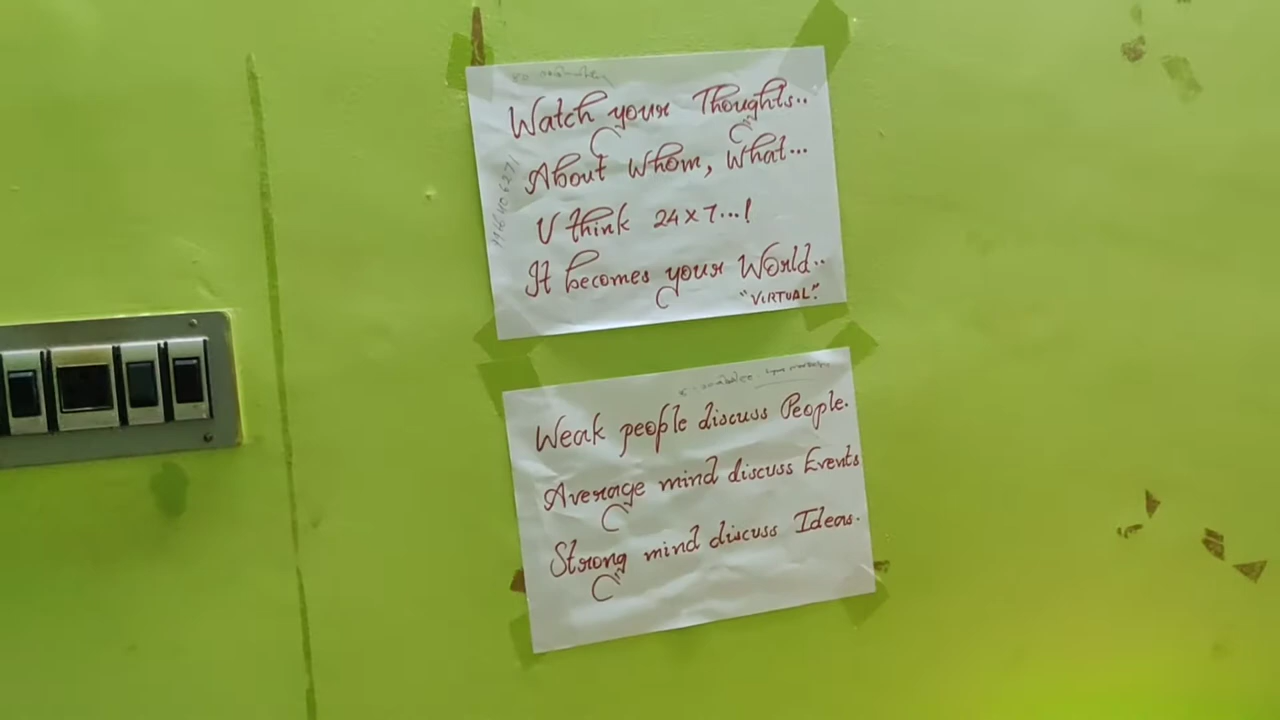 Watch your Thoughts..
About Whom, What...
U think 24x7...!
It becomes your World..
"VIRTUAL".
Weak people discuss People.
Average mind discuss Events
Strong mind discuss Ideas.